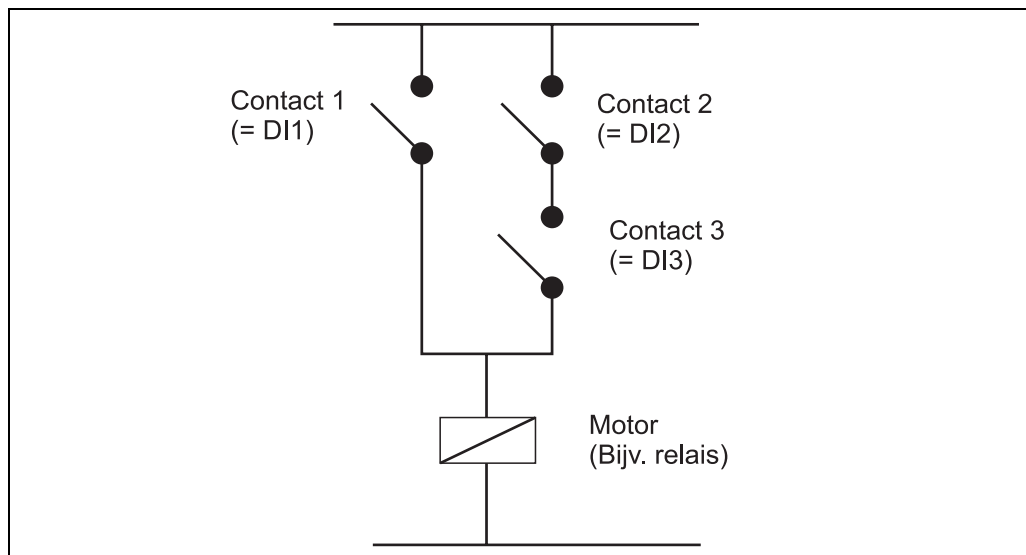 Contact 1
(= DI1)
Contact 2
(= DI2)
Contact 3
(= DI3)
Motor
(Bijv. relais)